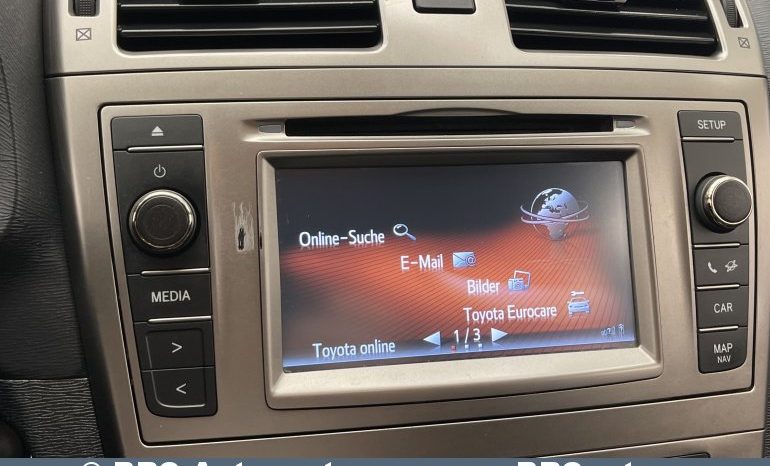 SETUP
MEDIA
CAR
MAP
NAV
Online-Suche
E-Mail
Bilder
Toyota Eurocare
Toyota online
1/3